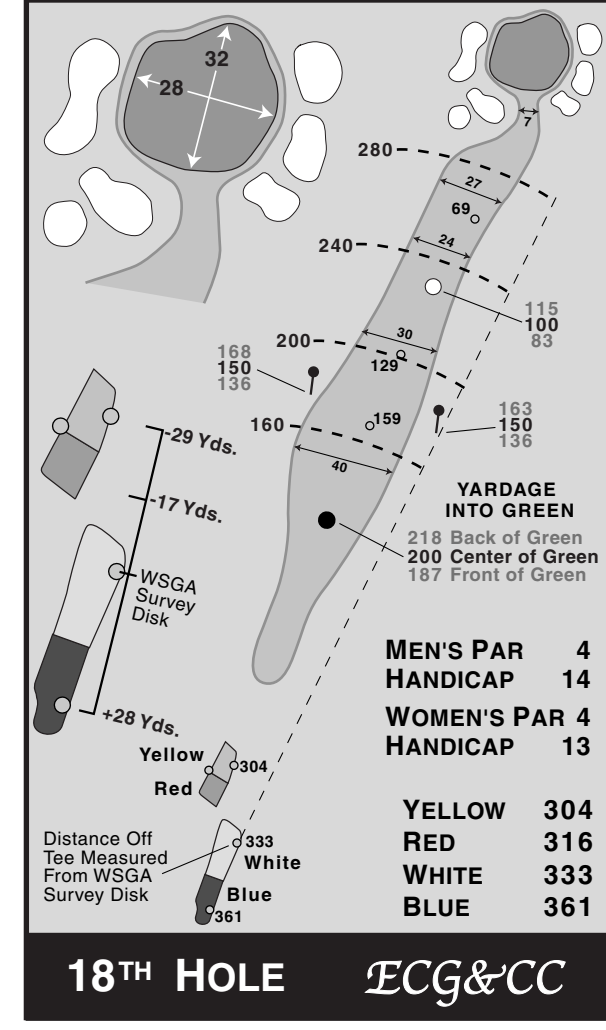 32
28
7
280
27
69
240
24
115
100
83
200
30
129
168
150
136
160
159
163
150
136
40
-29 Yds.
-17 Yds.
WSGA
Survey
Disk
+28 Yds.
YARDAGE
INTO GREEN
218 Back of Green
200 Center of Green
187 Front of Green
MEN'S PAR 4
HANDICAP 14
WOMEN'S PAR 4
HANDICAP 13
Yellow
304
Red
Distance Off
Tee Measured
From WSGA
Survey Disk
333
White
Blue
361
YELLOW 304
RED 316
WHITE 333
BLUE 361
18TH HOLE ECG&CC